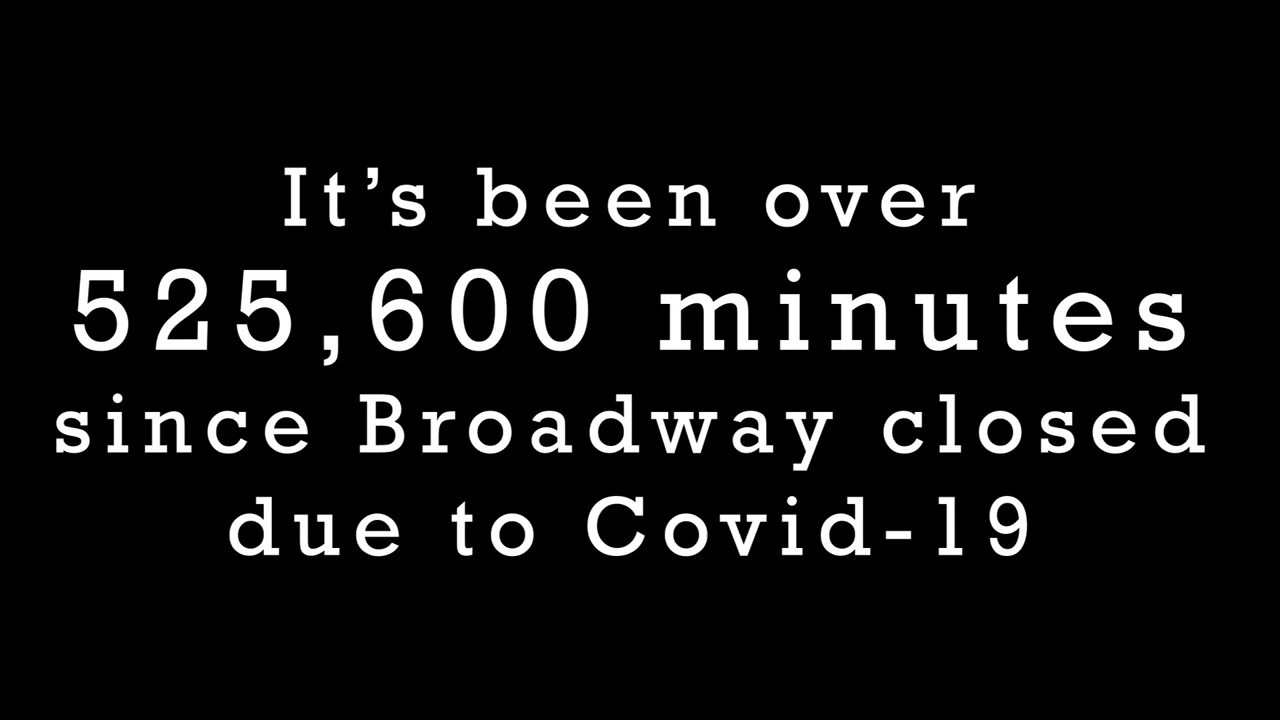 It’s been over
525,600 minutes
since Broadway closed
due to Covid-19